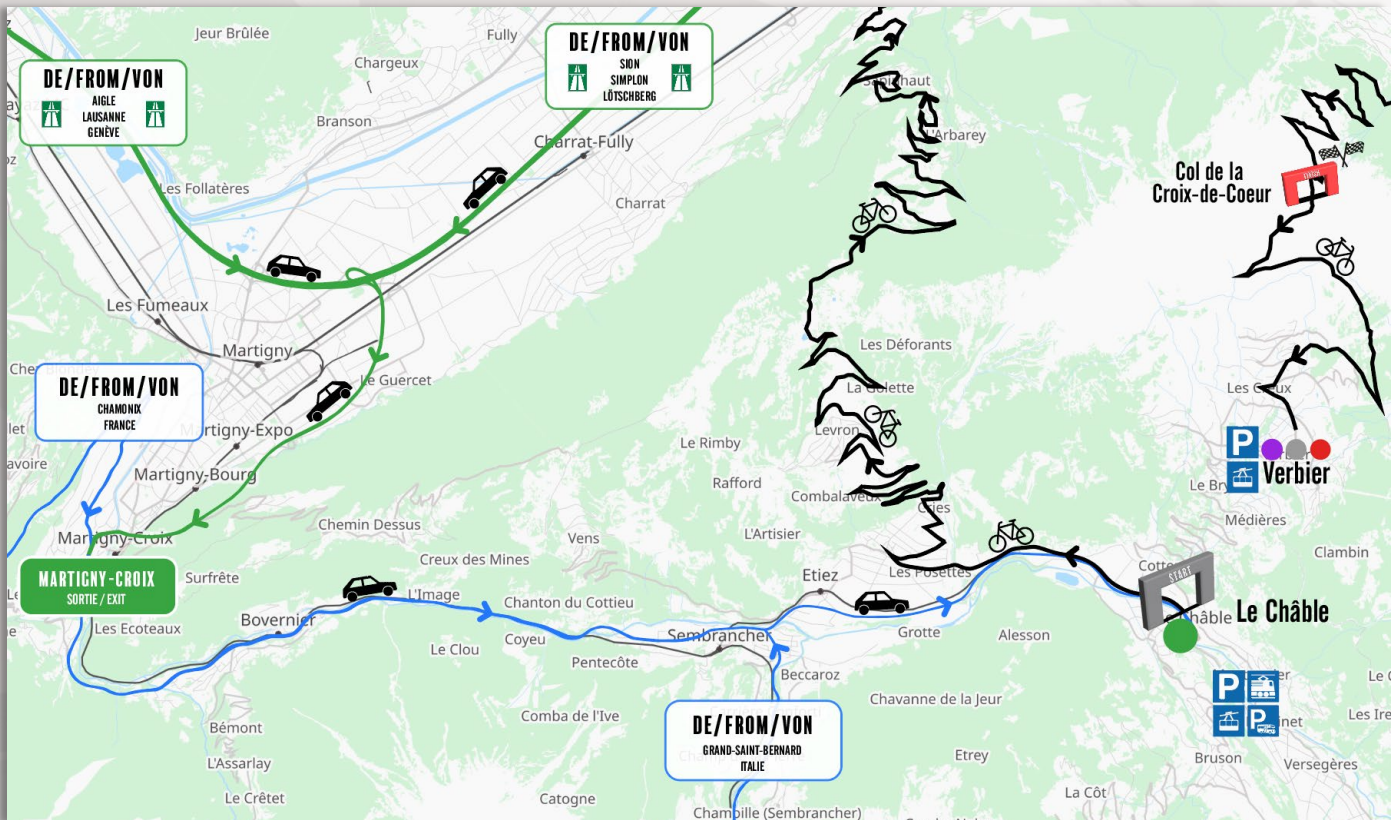 Jeur Brûlée
Fully
Chargeux
Branson
DE/FROM/VON
AIGLE
LAUSANNE
GENÈVE
DE/FROM/VON
SION
SIMPLON
LÖTSCHBERG
Charrat-Fully
Les Follatères
Charrat
L'Arbarey
Col de la
Croix-de-Coeur
FINISH
Les Fumeaux
Martigny
Le Guercet
Les Déforants
La Golette
Levron
DE/FROM/VON
CHAMONIX
FRANCE
Martigny-Expo
Martigny-Bourg
Le Rimby
Rafford
Combalaveux
Cries
P
Verbier
Médières
Clambin
Martigny-Croix
Chemin Dessus
Vens
L'Artisier
Creux des Mines
Etiez
Les Posettes
START
MARTIGNY-CROIX
SORTIE / EXIT
Surfrête
L'Image
Chanton du Cottieu
Le Châble
Les Ecoteaux
Bovernier
Coyeu
Sembrancher
Grotte
Alesson
Le Clou
Pentecôte
Beccaroz
P
P
Chavanne de la Jeur
Comba de l'Ive
DE/FROM/VON
GRAND-SAINT-BERNARD
ITALIE
Bémont
L'Assarlay
Etrey
Bruson
Versegères
Le Crêtet
Catogne
La Côt